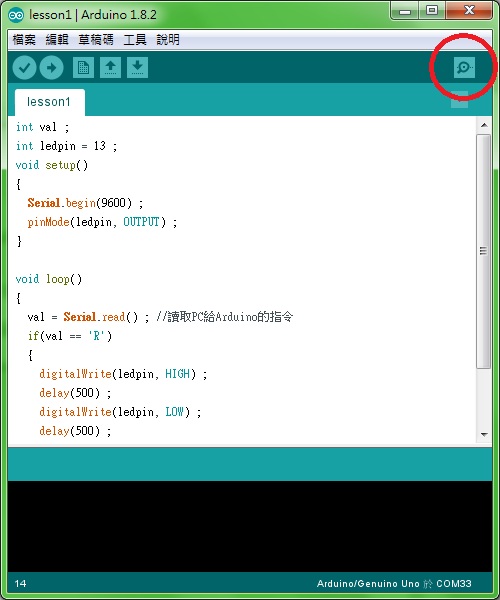 lesson1 | Arduino 1.8.2
檔案 編輯 草稿碼 工具 說明
lesson1
int val ;
int ledpin = 13 ;
void setup()
{
  Serial.begin(9600) ;
  pinMode(ledpin, OUTPUT) ;
}
void loop()
{
  val = Serial.read() ; //讀取PC給Arduino的指令
  if(val == 'R')
  {
    digitalWrite(ledpin, HIGH) ;
    delay(500) ;
    digitalWrite(ledpin, LOW) ;
    delay(500) ;
14
Arduino/Genuino Uno 於 COM33